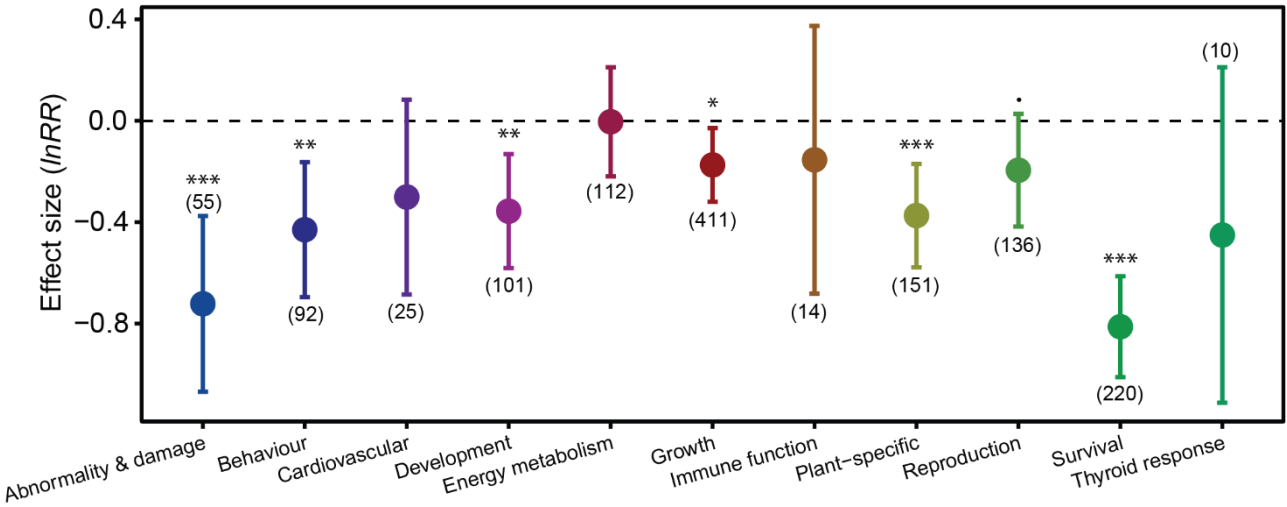 Effect size (lnRR)
0.4
0.0
−0.4
−0.8
***
(55)
**
(92)
(25)
**
(101)
(112)
*
(411)
(14)
***
(151)
.
(136)
***
(220)
(10)
Abnormality & damage
Behaviour
Cardiovascular
Development
Energy metabolism
Growth
Immune function
Plant−specific
Reproduction
Survival
Thyroid response